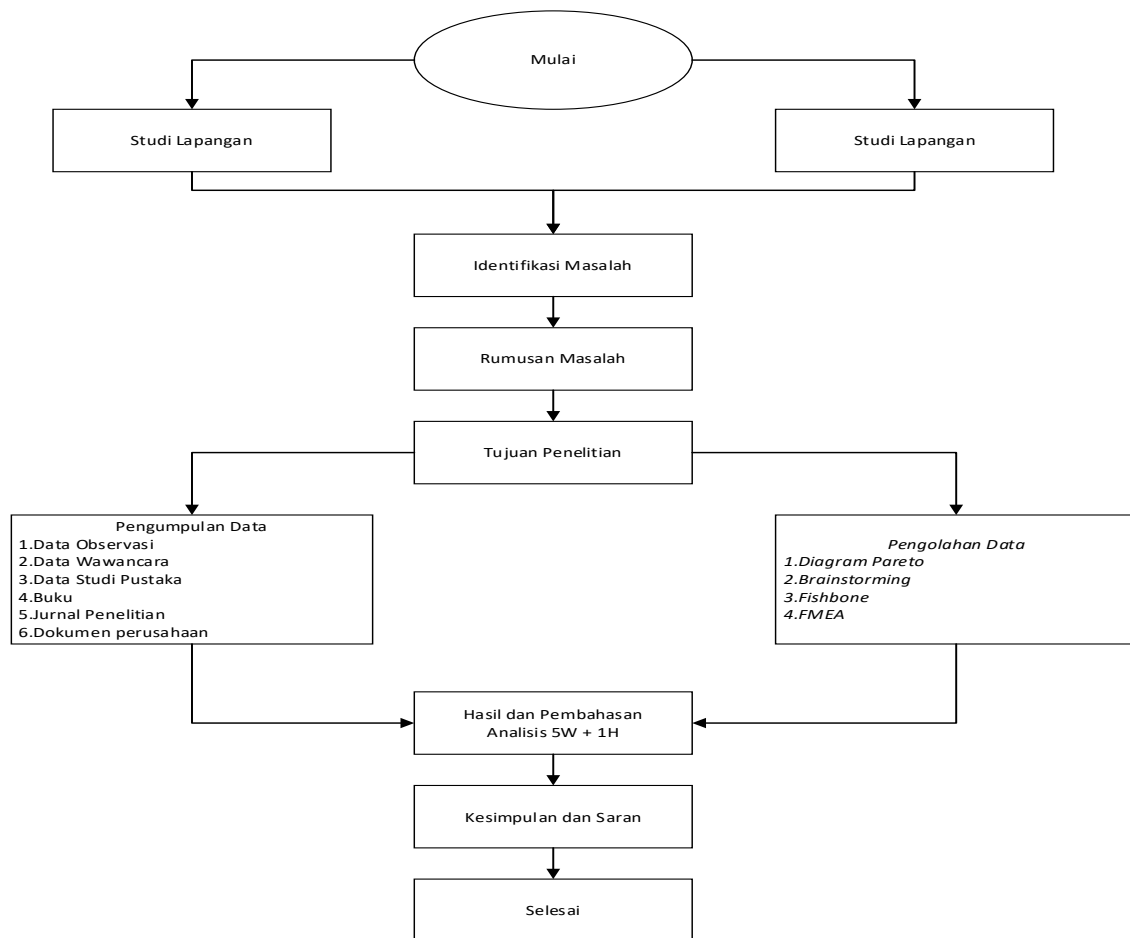 Mulai
Studi Lapangan
Studi Lapangan
Identifikasi Masalah
Rumusan Masalah
Tujuan Penelitian
Pengumpulan Data
1.Data Observasi
2.Data Wawancara
3.Data Studi Pustaka
4.Buku
5.Jurnal Penelitian
6.Dokumen perusahaan
Pengolahan Data
1.Diagram Pareto
2.Brainstorming
3.Fishbone
4.FMEA
Hasil dan Pembahasan
Analisis 5W + 1H
Kesimpulan dan Saran
Selesai